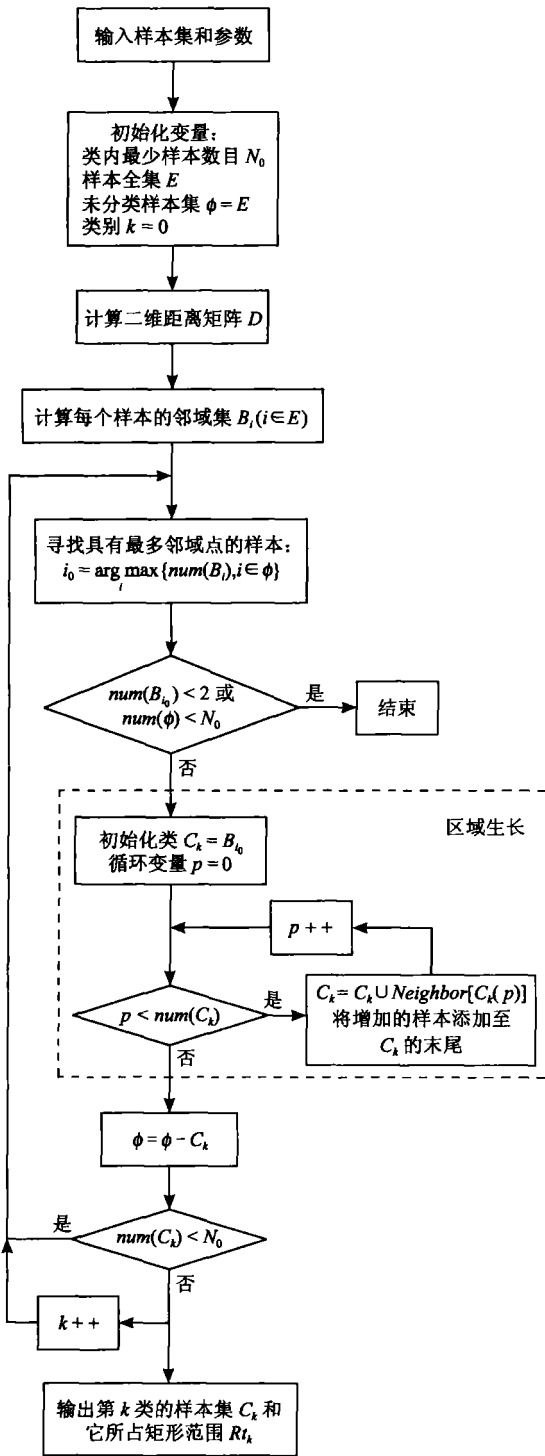 输入样本集和参数
初始化变量：
类内最少样本数目 N₀
样本全集 E
未分类样本集 ϕ = E
类别 k = 0
计算二维距离矩阵 D
计算每个样本的邻域集 Bᵢ(i∈E)
寻找具有最多邻域点的样本：
i₀ = arg max{num(Bᵢ),i∈ϕ}
i
num(B_{i₀}) < 2 或
num(ϕ) < N₀
是
结束
否
区域生长
初始化类 Cₖ = B_{i₀}
循环变量 p = 0
p + +
p < num(Cₖ)
是
Cₖ = Cₖ∪Neighbor[Cₖ(p)]
将增加的样本添加至
Cₖ 的末尾
否
ϕ = ϕ − Cₖ
是
num(Cₖ) < N₀
否
k + +
输出第 k 类的样本集 Cₖ 和
它所占矩形范围 Rtₖ